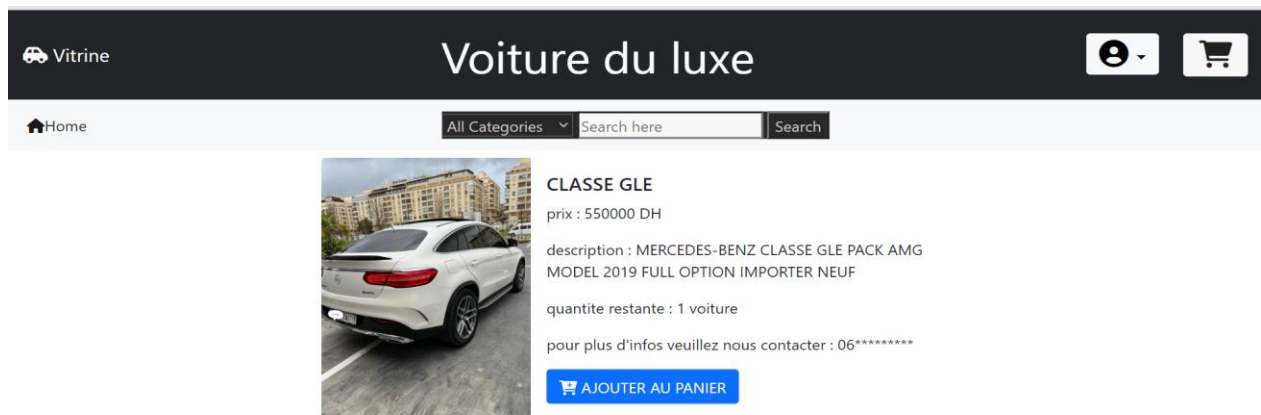 Vitrine
Voiture du luxe
Home
All Categories
Search here
Search
CLASSE GLE
prix : 550000 DH
description : MERCEDES-BENZ CLASSE GLE PACK AMG
MODEL 2019 FULL OPTION IMPORTER NEUF
quantite restante : 1 voiture
pour plus d'infos veuillez nous contacter : 06*********
AJOUTER AU PANIER